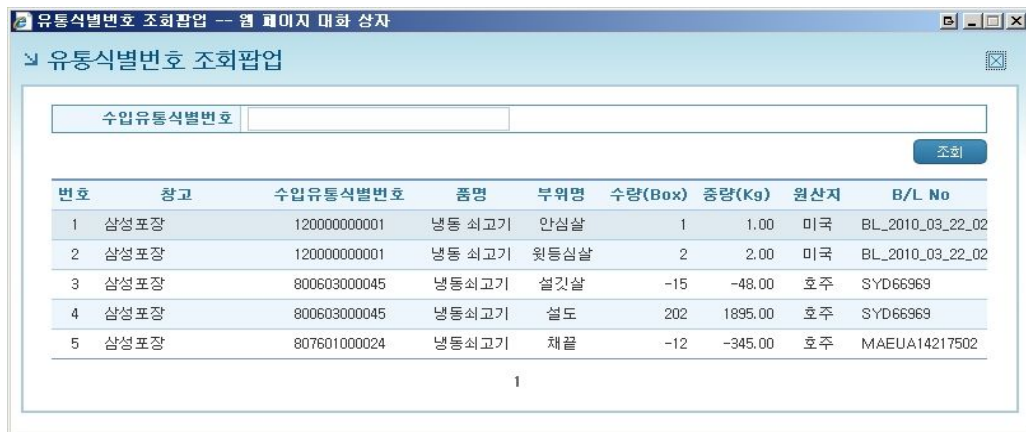 유통식별번호 조회팝업 -- 웹 페이지 대화 상자
유통식별번호 조회팝업
수입유통식별번호
조회
번호 창고 수입유통식별번호 품명 부위명 수량(Box) 중량(Kg) 원산지 B/L No
1 삼성포장 120000000001 냉동 쇠고기 안심살 1 1.00 미국 BL_2010_03_22_02
2 삼성포장 120000000001 냉동 쇠고기 윗등심살 2 2.00 미국 BL_2010_03_22_02
3 삼성포장 800603000045 냉동쇠고기 설깃살 -15 -48.00 호주 SYD66969
4 삼성포장 800603000045 냉동쇠고기 설도 202 1895.00 호주 SYD66969
5 삼성포장 807601000024 냉동쇠고기 채끝 -12 -345.00 호주 MAEUA14217502
1